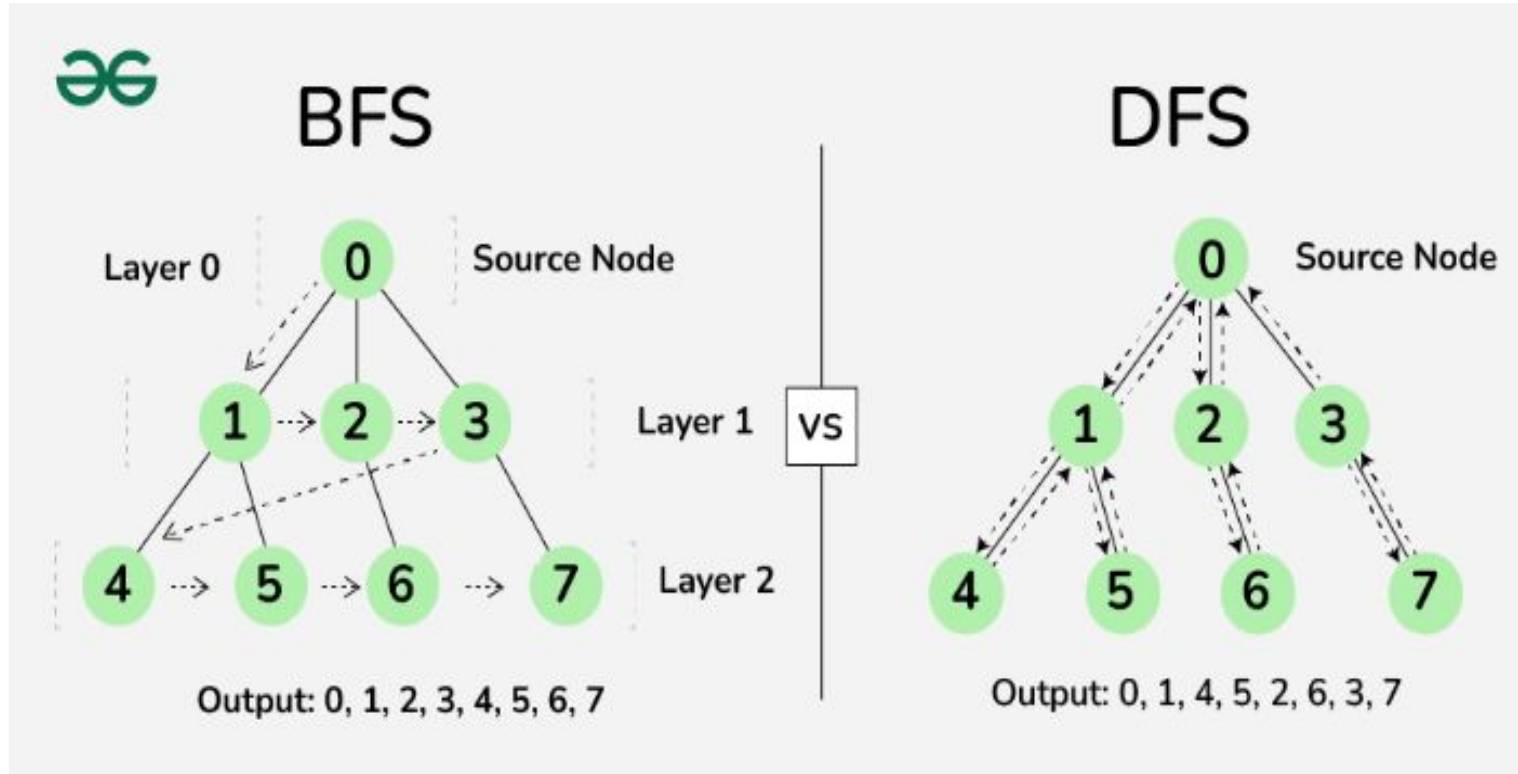 BFS
Layer 0
0
Source Node
1
2
3
Layer 1
4
5
6
7
Layer 2
Output: 0, 1, 2, 3, 4, 5, 6, 7
VS
DFS
0
Source Node
1
2
3
4
5
6
7
Output: 0, 1, 4, 5, 2, 6, 3, 7